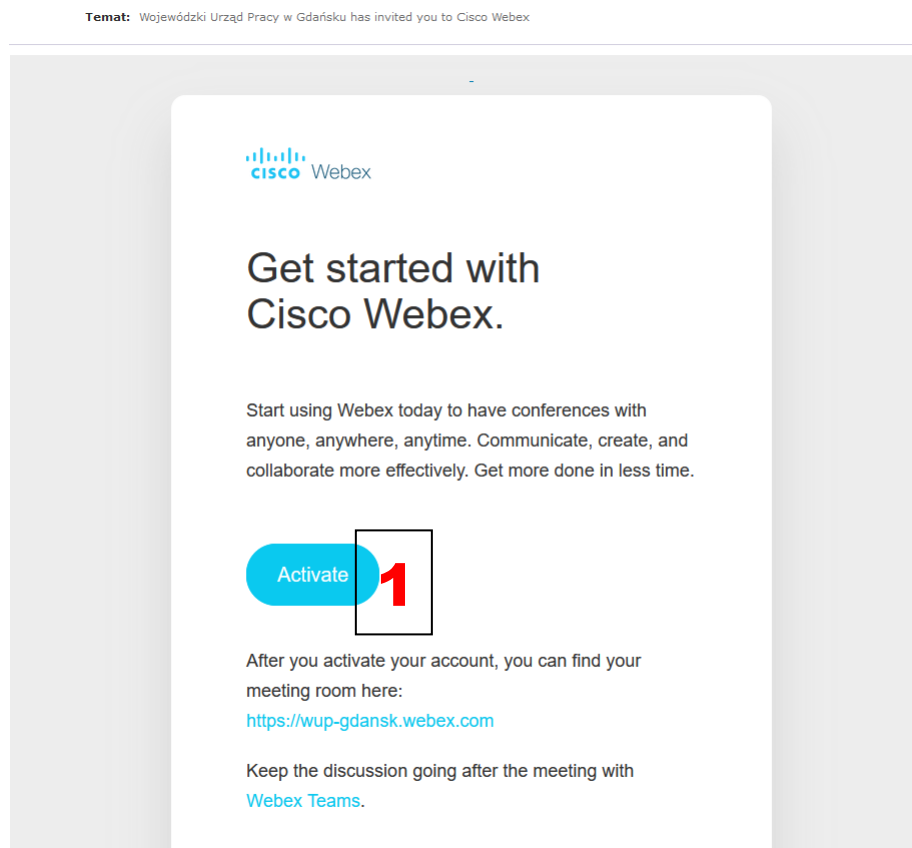 Temat: Wojewódzki Urząd Pracy w Gdańsku has invited you to Cisco Webex
-
cisco Webex
Get started with
Cisco Webex.
Start using Webex today to have conferences with
anyone, anywhere, anytime. Communicate, create, and
collaborate more effectively. Get more done in less time.
Activate 1
After you activate your account, you can find your
meeting room here:
https://wup-gdansk.webex.com
Keep the discussion going after the meeting with
Webex Teams.